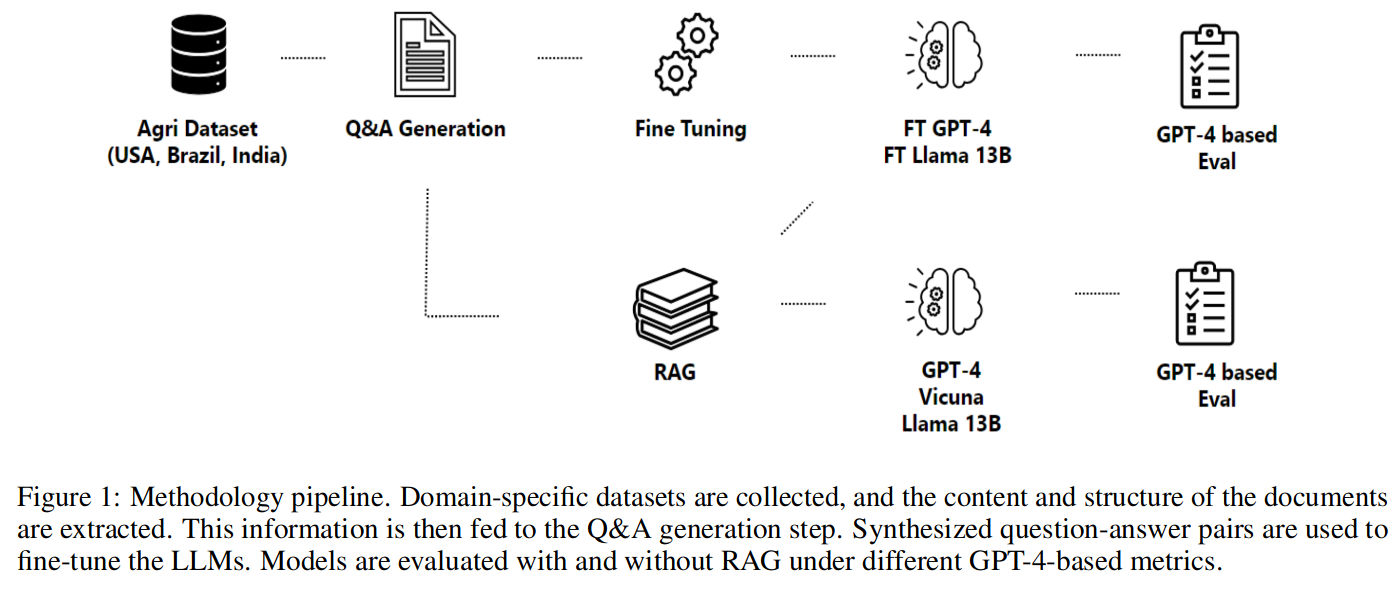 Agri Dataset
(USA, Brazil, India)
Q&A Generation
Fine Tuning
FT GPT-4
FT Llama 13B
GPT-4 based
Eval
RAG
GPT-4
Vicuna
Llama 13B
GPT-4 based
Eval
Figure 1: Methodology pipeline. Domain-specific datasets are collected, and the content and structure of the documents
are extracted. This information is then fed to the Q&A generation step. Synthesized question-answer pairs are used to
fine-tune the LLMs. Models are evaluated with and without RAG under different GPT-4-based metrics.